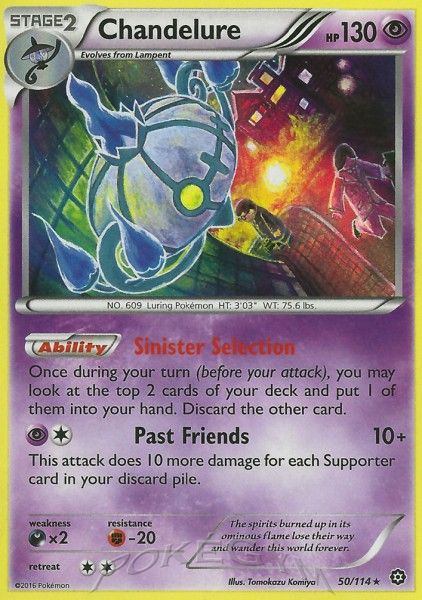 STAGE2
Chandelure
HP 130
Evolves from Lampent
NO. 609 Luring Pokémon HT: 3'03" WT: 75.6 lbs.
Ability Sinister Selection
Once during your turn (before your attack), you may
look at the top 2 cards of your deck and put 1 of
them into your hand. Discard the other card.
Past Friends 10+
This attack does 10 more damage for each Supporter
card in your discard pile.
weakness resistance
×2 -20
retreat
The spirits burned up in its
ominous flame lose their way
and wander this world forever.
©2016 Pokémon
Illus. Tomokazu Komiya
50/114 ★